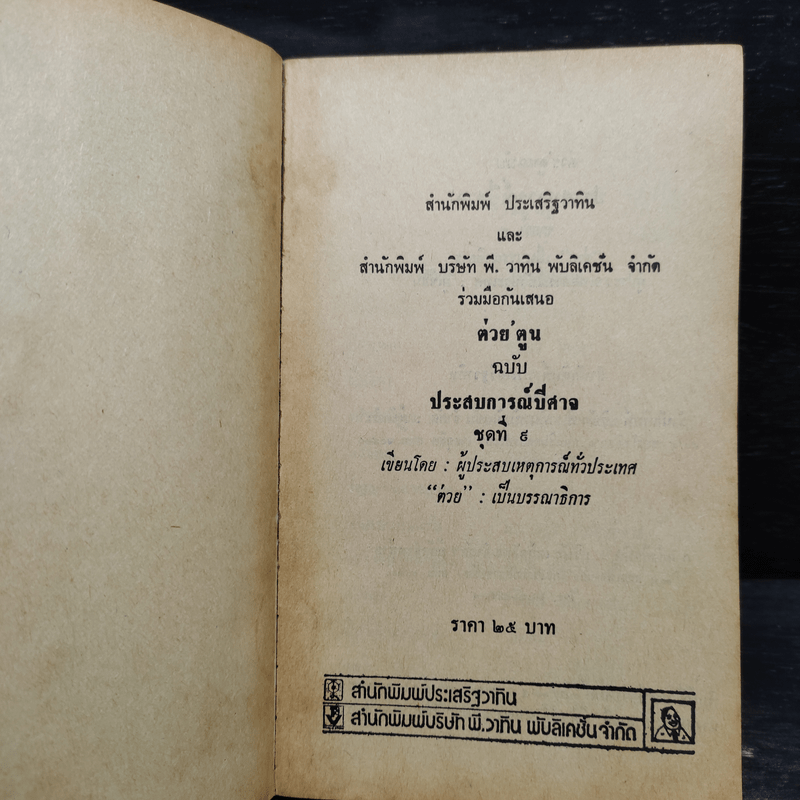 สำนักพิมพ์ ประเสริฐวาทิน
และ
สำนักพิมพ์ บริษัท พี. วาทิน พับลิเคชั่น จำกัด
ร่วมมือกันเสนอ
ต่วย'ตูน
ฉบับ
ประสบการณ์ปีศาจ
ชุดที่ ๙
เขียนโดย : ผู้ประสบเหตุการณ์ทั่วประเทศ
“ต่วย” : เป็นบรรณาธิการ
ราคา ๒๕ บาท
สำนักพิมพ์ประเสริฐวาทิน
สำนักพิมพ์บริษัท พี.วาทิน พับลิเคชั่น จำกัด